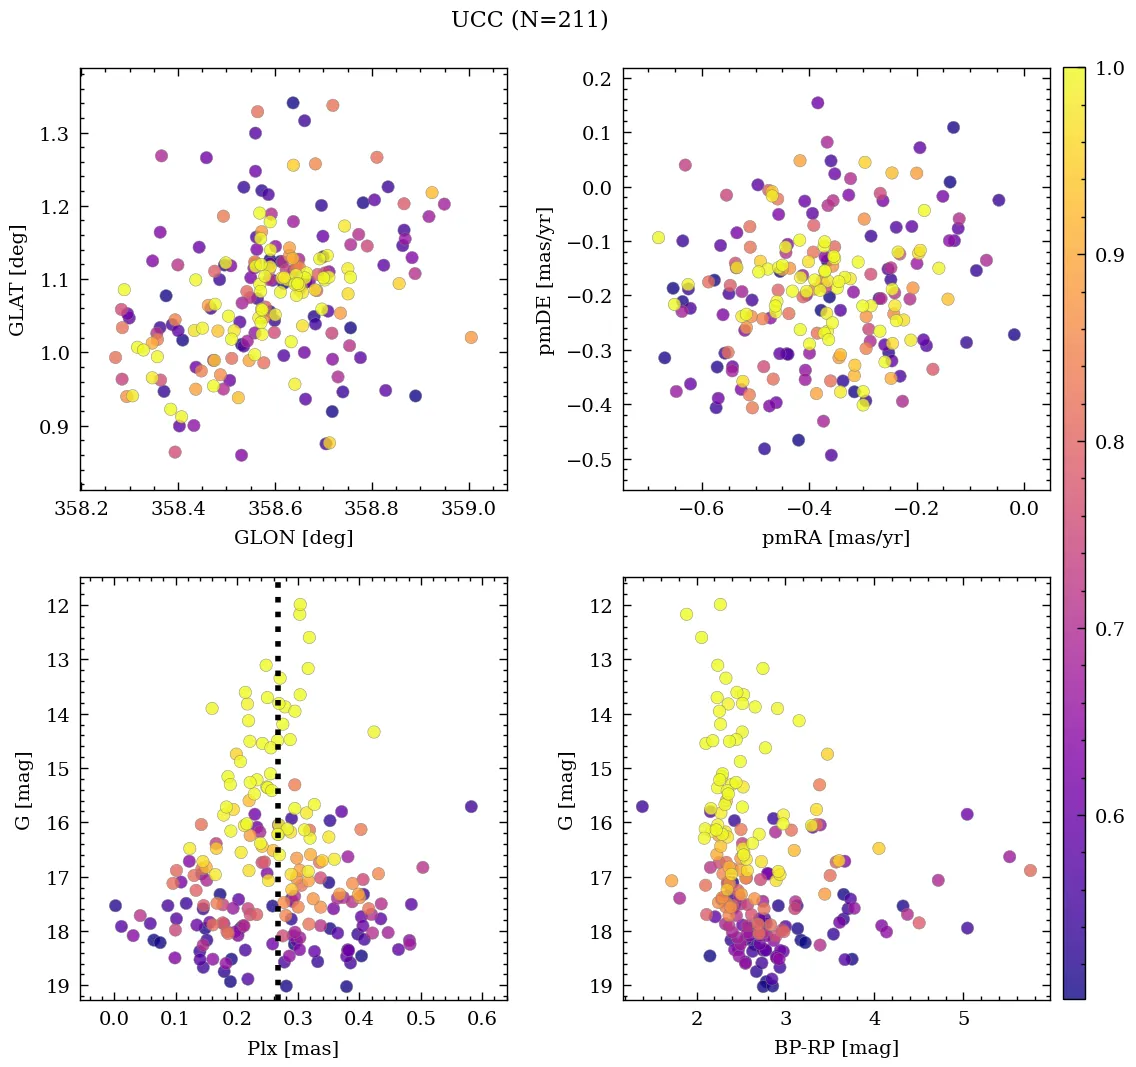 UCC (N=211)
1.3
1.2
1.1
1.0
0.9
GLAT [deg]
358.2 358.4 358.6 358.8 359.0
GLON [deg]
0.2
0.1
0.0
−0.1
−0.2
−0.3
−0.4
−0.5
pmDE [mas/yr]
−0.6 −0.4 −0.2 0.0
pmRA [mas/yr]
1.0
0.9
0.8
0.7
0.6
12
13
14
15
16
17
18
19
G [mag]
0.0 0.1 0.2 0.3 0.4 0.5 0.6
Plx [mas]
12
13
14
15
16
17
18
19
G [mag]
2 3 4 5
BP-RP [mag]